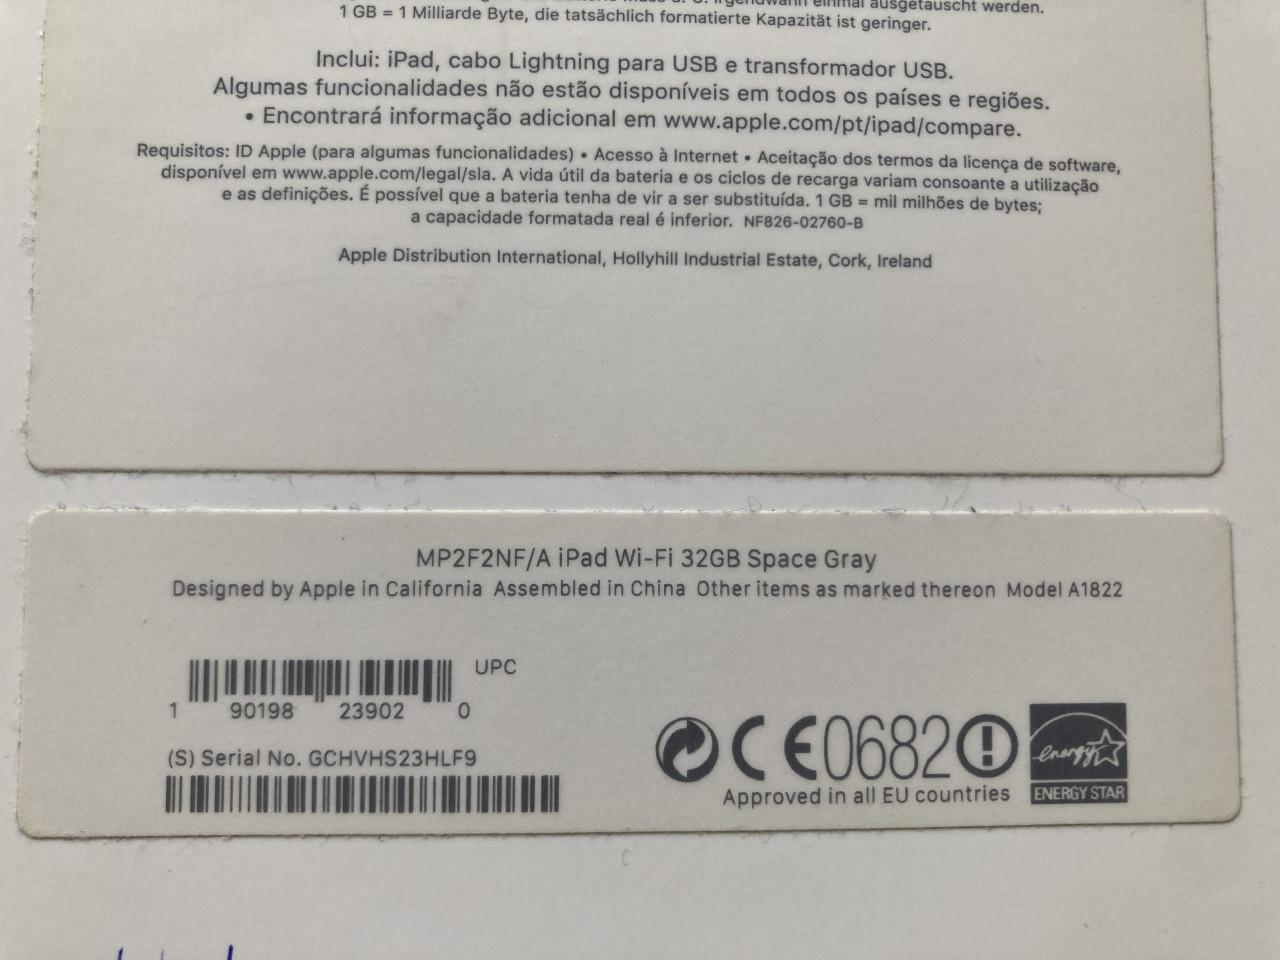 irgendwann einmal ausgetauscht werden.
1 GB = 1 Milliarde Byte, die tatsächlich formatierte Kapazität ist geringer.
Inclui: iPad, cabo Lightning para USB e transformador USB.
Algumas funcionalidades não estão disponíveis em todos os países e regiões.
• Encontrará informação adicional em www.apple.com/pt/ipad/compare.
Requisitos: ID Apple (para algumas funcionalidades) • Acesso à Internet • Aceitação dos termos da licença de software,
disponível em www.apple.com/legal/sla. A vida útil da bateria e os ciclos de recarga variam consoante a utilização
e as definições. É possível que a bateria tenha de vir a ser substituída. 1 GB = mil milhões de bytes;
a capacidade formatada real é inferior. NF826-02760-B
Apple Distribution International, Hollyhill Industrial Estate, Cork, Ireland
MP2F2NF/A iPad Wi-Fi 32GB Space Gray
Designed by Apple in California Assembled in China Other items as marked thereon Model A1822
UPC
1 90198 23902 0
(S) Serial No. GCHVHS23HLF9
CE0682
Approved in all EU countries
energy
ENERGY STAR